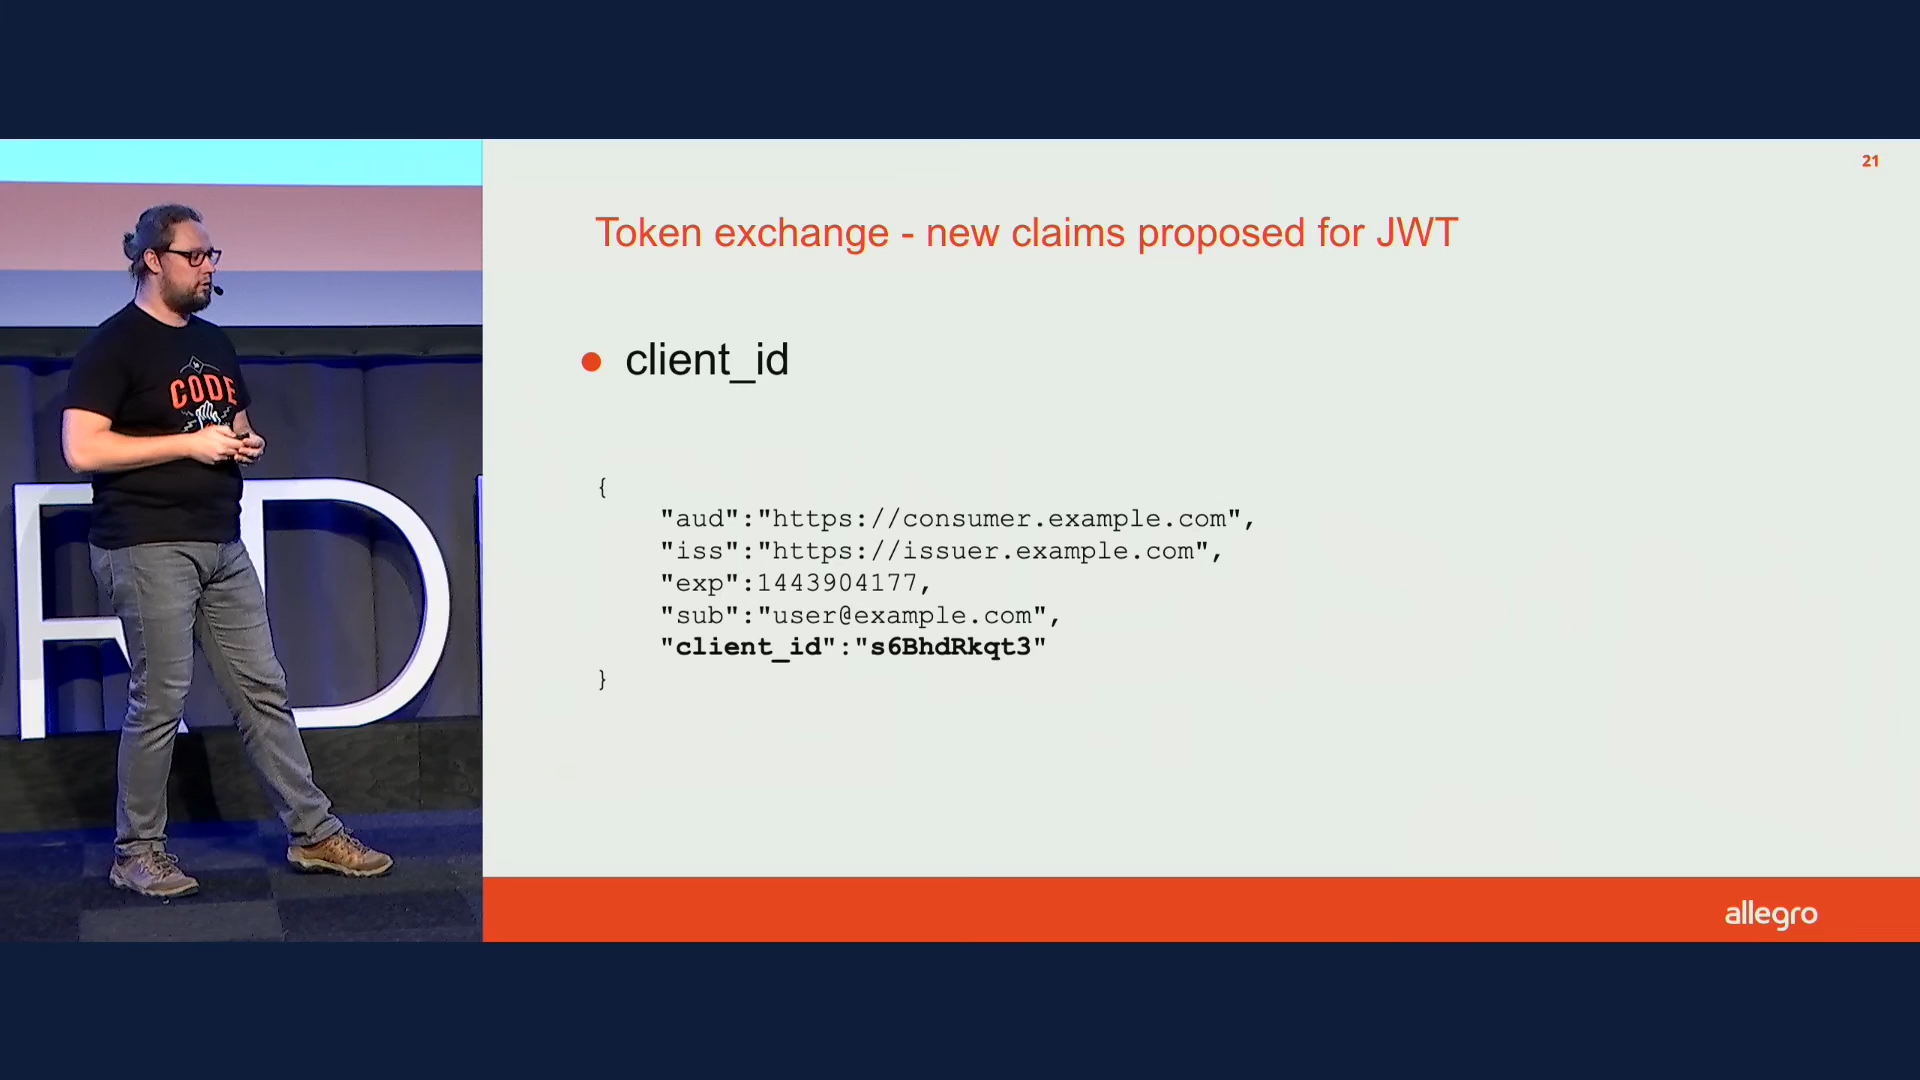 21
Token exchange - new claims proposed for JWT
client_id
{
"aud":"https://consumer.example.com",
"iss":"https://issuer.example.com",
"exp":1443904177,
"sub":"user@example.com",
"client_id":"s6BhdRkqt3"
}
allegro
CODE
RD